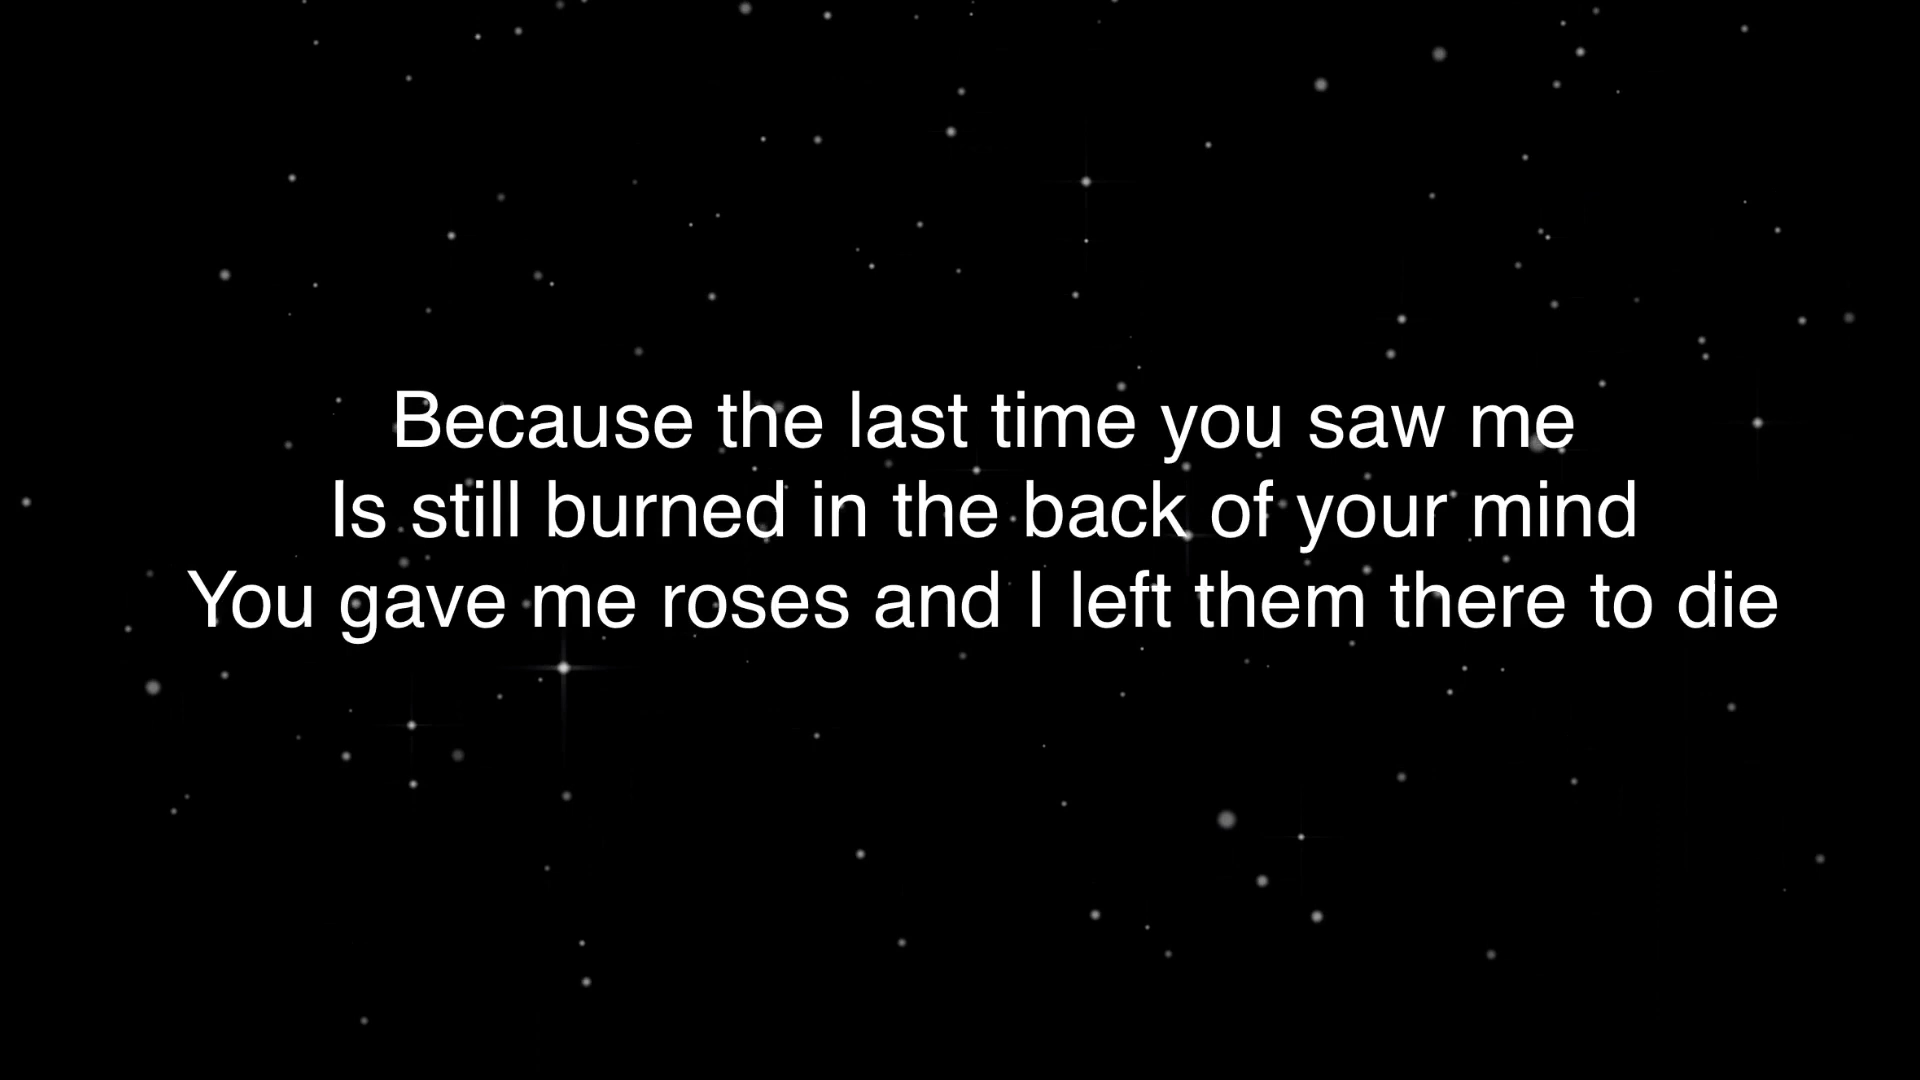 Because the last time you saw me
Is still burned in the back of your mind
You gave me roses and I left them there to die